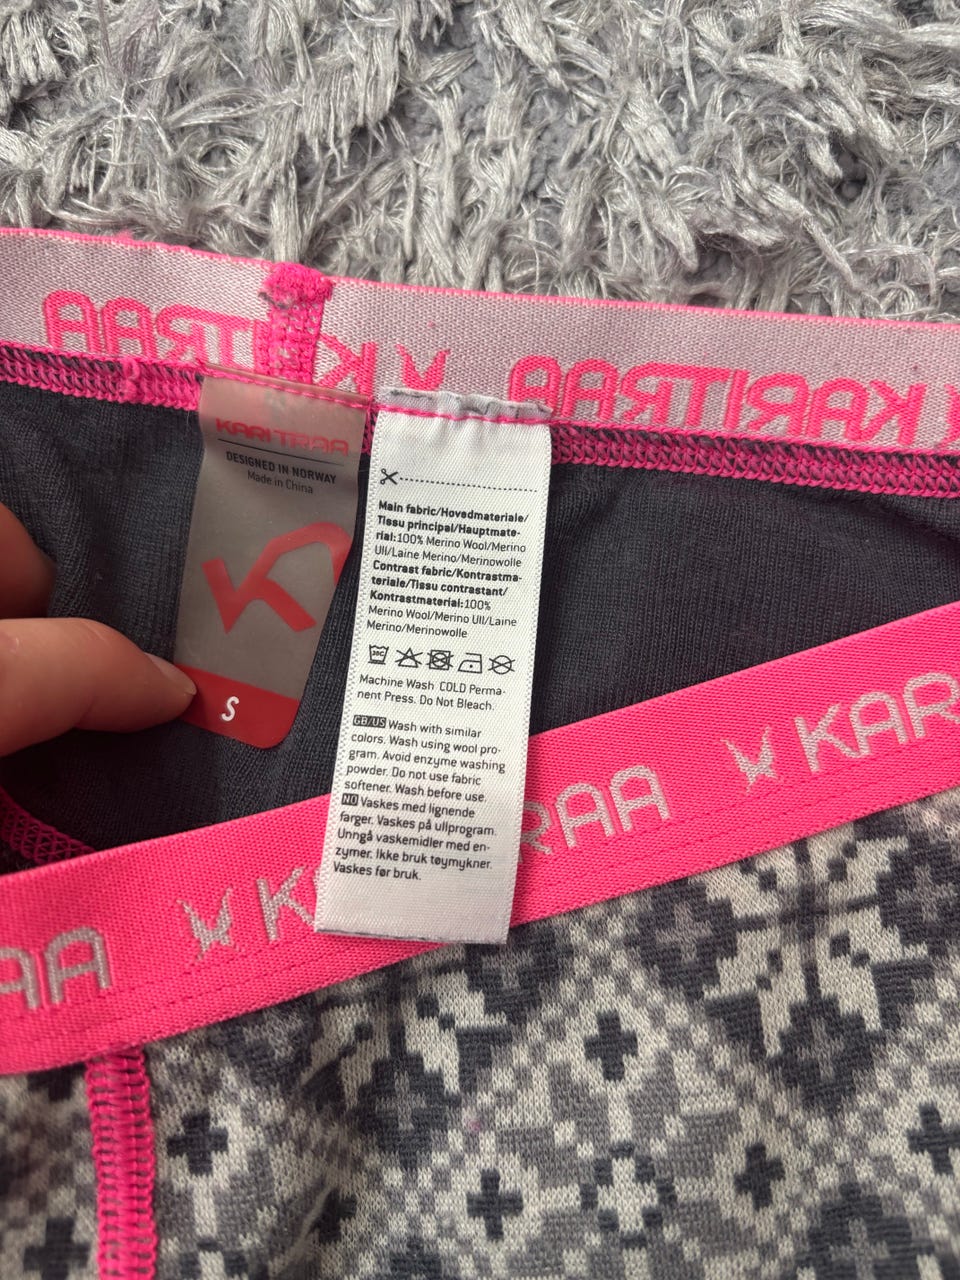 KARI TRAA
KARI TRAA
KARI TRAA
DESIGNED IN NORWAY
Made in China
S
Main fabric/Hovedmateriale/
Tissu principal/Hauptmate-
rial:100% Merino Wool/Merino
Ull/Laine Merino/Merinowolle
Contrast fabric/Kontrastma-
teriale/Tissu contrastant/
Kontrastmaterial:100%
Merino Wool/Merino Ull/Laine
Merino/Merinowolle
30C
Machine Wash COLD Perma-
nent Press. Do Not Bleach.
GB/US Wash with similar
colors. Wash using wool pro-
gram. Avoid enzyme washing
powder. Do not use fabric
softener. Wash before use.
NO Vaskes med lignende
farger. Vaskes på ullprogram.
Unngå vaskemidler med en-
zymer. Ikke bruk tøymykner.
Vaskes før bruk.
AA K RAA KAR